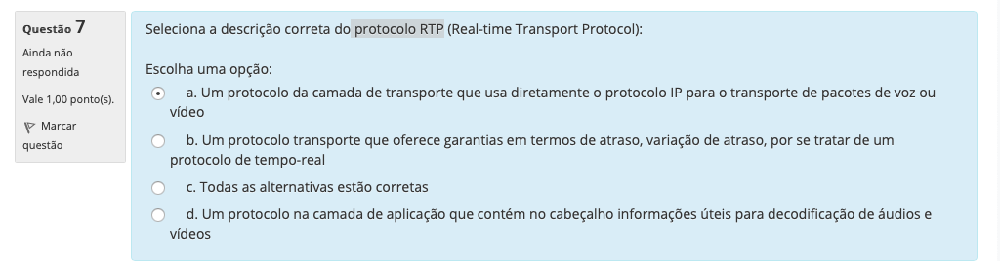 Questão 7
Ainda não
respondida
Vale 1,00 ponto(s).
Marcar
questão
Seleciona a descrição correta do protocolo RTP (Real-time Transport Protocol):
Escolha uma opção:
a. Um protocolo da camada de transporte que usa diretamente o protocolo IP para o transporte de pacotes de voz ou
vídeo
b. Um protocolo transporte que oferece garantias em termos de atraso, variação de atraso, por se tratar de um
protocolo de tempo-real
c. Todas as alternativas estão corretas
d. Um protocolo na camada de aplicação que contém no cabeçalho informações úteis para decodificação de áudios e
vídeos